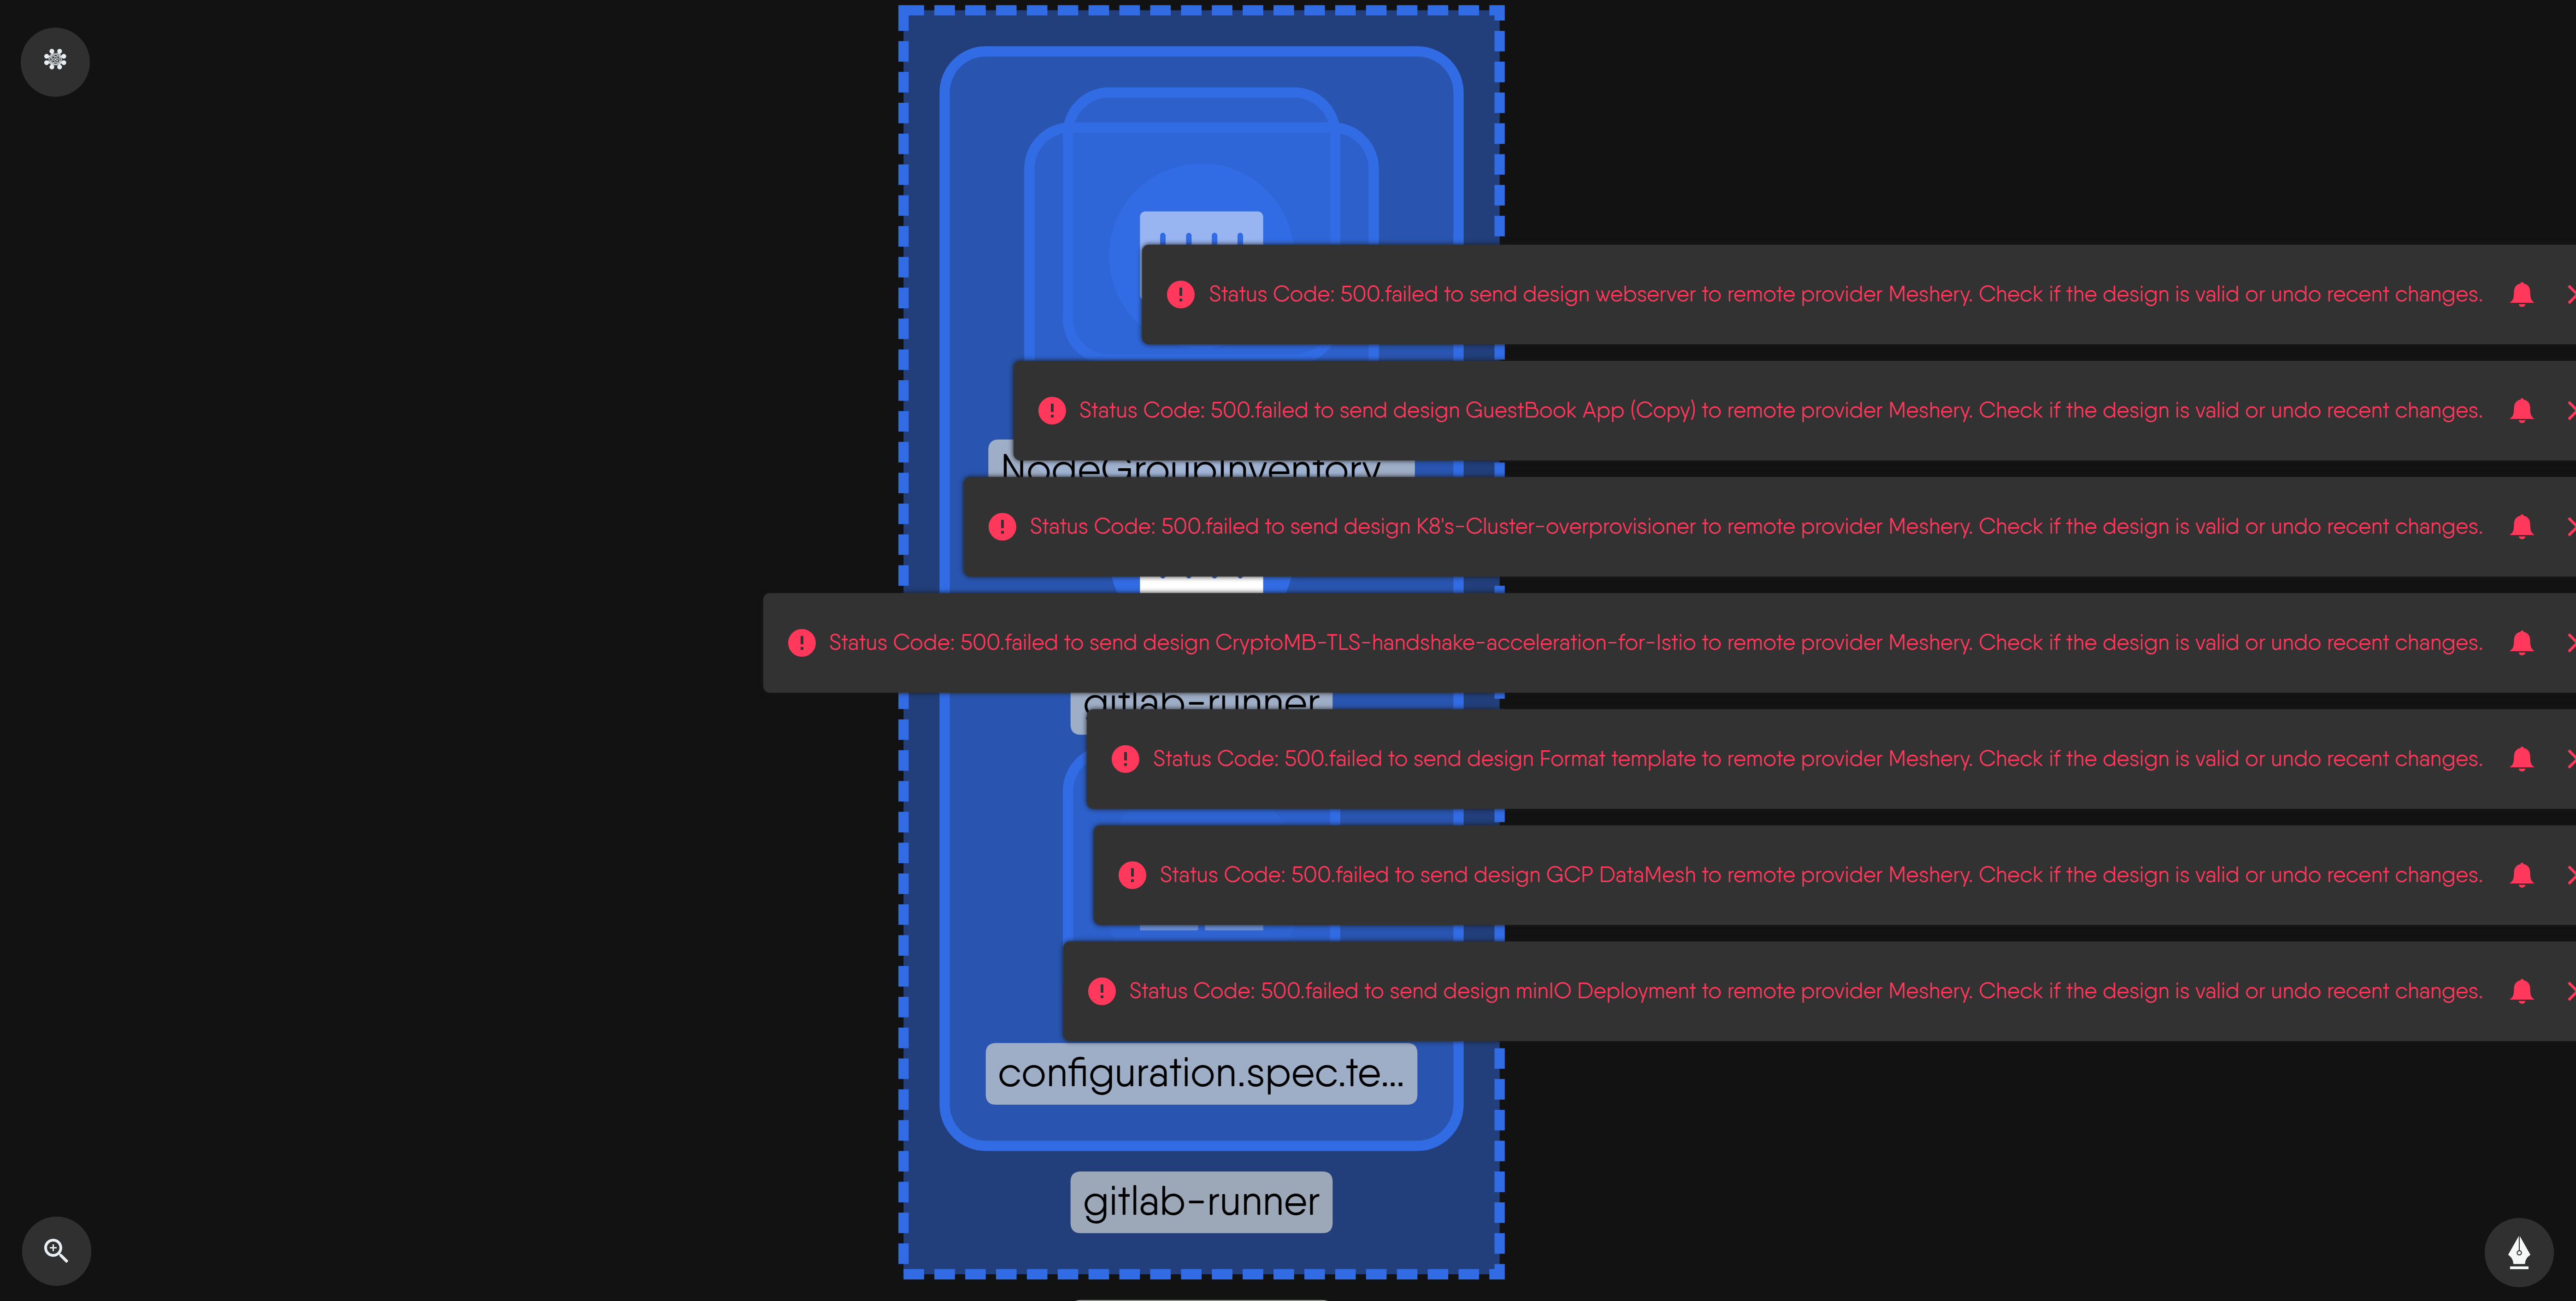 Status Code: 500.failed to send design webserver to remote provider Meshery. Check if the design is valid or undo recent changes.
Status Code: 500.failed to send design GuestBook App (Copy) to remote provider Meshery. Check if the design is valid or undo recent changes.
NodeGroupInventory
Status Code: 500.failed to send design K8's-Cluster-overprovisioner to remote provider Meshery. Check if the design is valid or undo recent changes.
Status Code: 500.failed to send design CryptoMB-TLS-handshake-acceleration-for-Istio to remote provider Meshery. Check if the design is valid or undo recent changes.
gitlab-runner
Status Code: 500.failed to send design Format template to remote provider Meshery. Check if the design is valid or undo recent changes.
Status Code: 500.failed to send design GCP DataMesh to remote provider Meshery. Check if the design is valid or undo recent changes.
Status Code: 500.failed to send design minIO Deployment to remote provider Meshery. Check if the design is valid or undo recent changes.
configuration.spec.te...
gitlab-runner